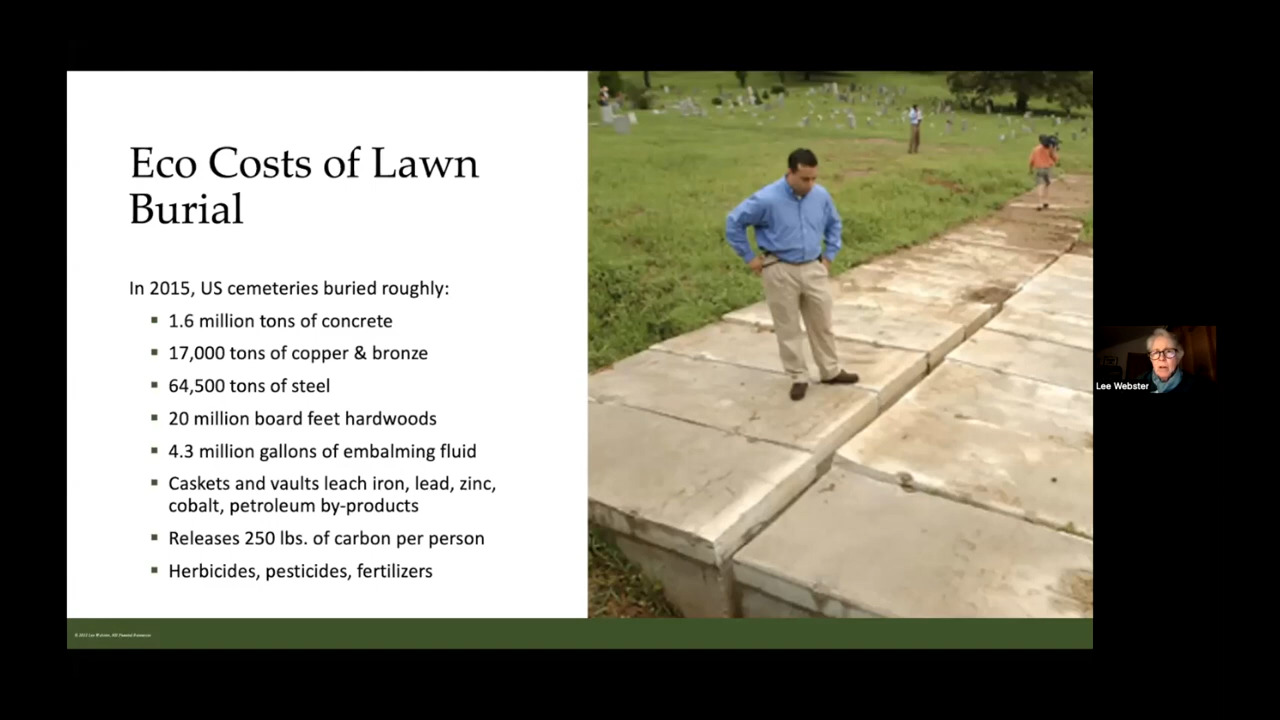 Eco Costs of Lawn
Burial
In 2015, US cemeteries buried roughly:
▪ 1.6 million tons of concrete
▪ 17,000 tons of copper & bronze
▪ 64,500 tons of steel
▪ 20 million board feet hardwoods
▪ 4.3 million gallons of embalming fluid
▪ Caskets and vaults leach iron, lead, zinc,
cobalt, petroleum by-products
▪ Releases 250 lbs. of carbon per person
▪ Herbicides, pesticides, fertilizers
Lee Webster